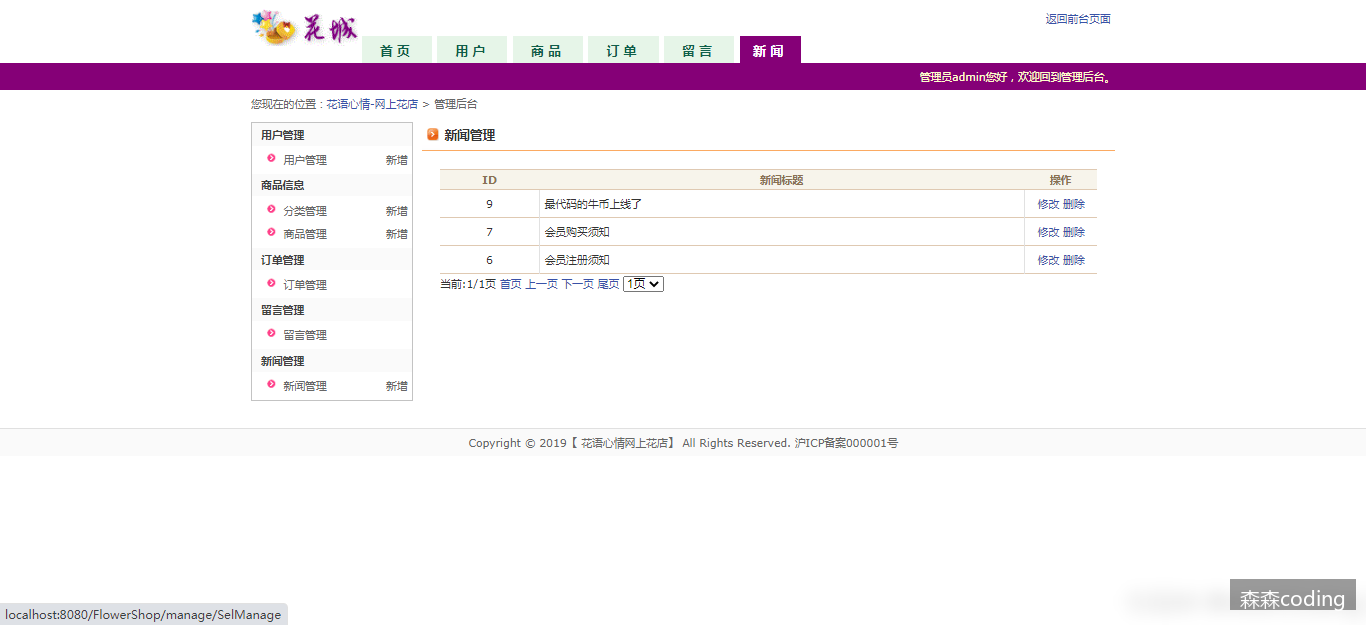 花城
返回前台页面
首页 用户 商品 订单 留言 新闻
管理员admin您好，欢迎回到管理后台。
您现在的位置：花语心情-网上花店 > 管理后台
用户管理
用户管理 新增
商品信息
分类管理 新增
商品管理 新增
订单管理
订单管理
留言管理
留言管理
新闻管理
新闻管理 新增
新闻管理
ID 新闻标题 操作
9 最代码的牛币上线了 修改 删除
7 会员购买须知 修改 删除
6 会员注册须知 修改 删除
当前:1/1页 首页 上一页 下一页 尾页 1页
Copyright © 2019【 花语心情网上花店】 All Rights Reserved. 沪ICP备案000001号
森森coding
localhost:8080/FlowerShop/manage/SelManage